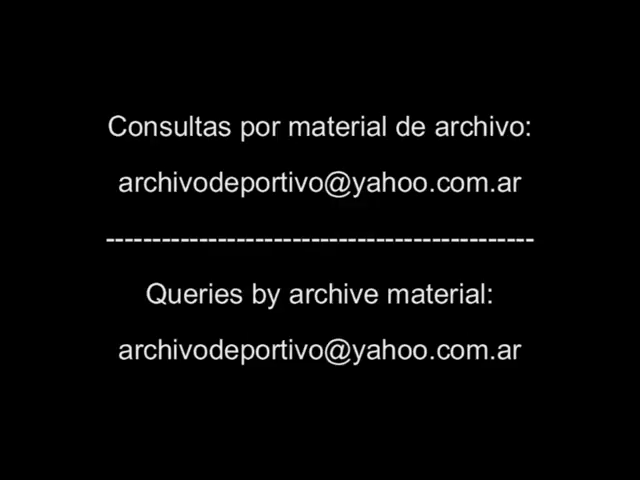 Consultas por material de archivo:
archivodeportivo@yahoo.com.ar
----------------------------------------------
Queries by archive material:
archivodeportivo@yahoo.com.ar